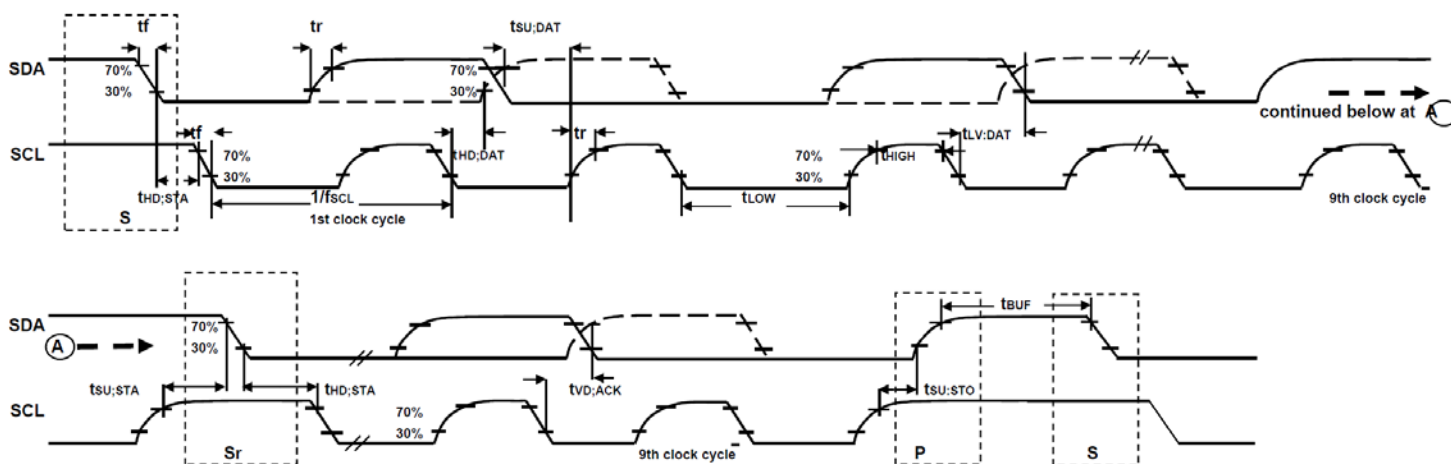 tf tr tSU;DAT
SDA 70% 70%
30% 30%
continued below at A
tf tHD;DAT tr tLV:DAT
SCL 70% 70% tHIGH
30% 30%
tHD;STA 1/fSCL tLOW
S 1st clock cycle 9th clock cycle
tBUF
SDA 70%
A 30%
tSU;STA tHD;STA tVD;ACK tSU:STO
SCL 70%
30%
Sr 9th clock cycle P S